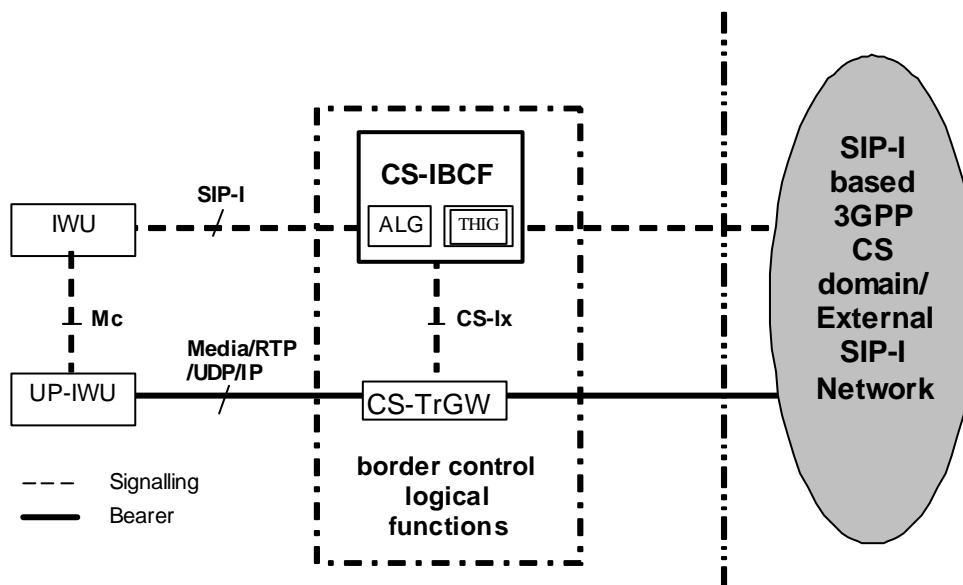 CS-IBCF
SIP-I
IWU
ALG
THIG
Mc
CS-Ix
Media/RTP
/UDP/IP
UP-IWU
CS-TrGW
border control
logical
functions
Signalling
Bearer
SIP-I
based
3GPP
CS
domain/
External
SIP-I
Network